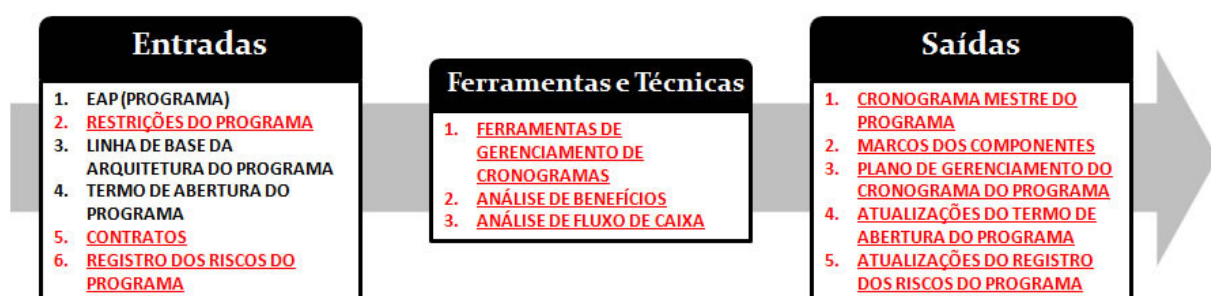 Entradas
1. EAP (PROGRAMA)
2. RESTRIÇÕES DO PROGRAMA
3. LINHA DE BASE DA
ARQUITETURA DO PROGRAMA
4. TERMO DE ABERTURA DO
PROGRAMA
5. CONTRATOS
6. REGISTRO DOS RISCOS DO
PROGRAMA
Ferramentas e Técnicas
1. FERRAMENTAS DE
GERENCIAMENTO DE
CRONOGRAMAS
2. ANÁLISE DE BENEFÍCIOS
3. ANÁLISE DE FLUXO DE CAIXA
Saídas
1. CRONOGRAMA MESTRE DO
PROGRAMA
2. MARCOS DOS COMPONENTES
3. PLANO DE GERENCIAMENTO DO
CRONOGRAMA DO PROGRAMA
4. ATUALIZAÇÕES DO TERMO DE
ABERTURA DO PROGRAMA
5. ATUALIZAÇÕES DO REGISTRO
DOS RISCOS DO PROGRAMA